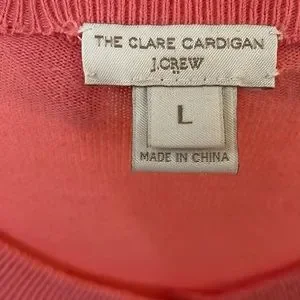 THE CLARE CARDIGAN
J.CREW
L
MADE IN CHINA